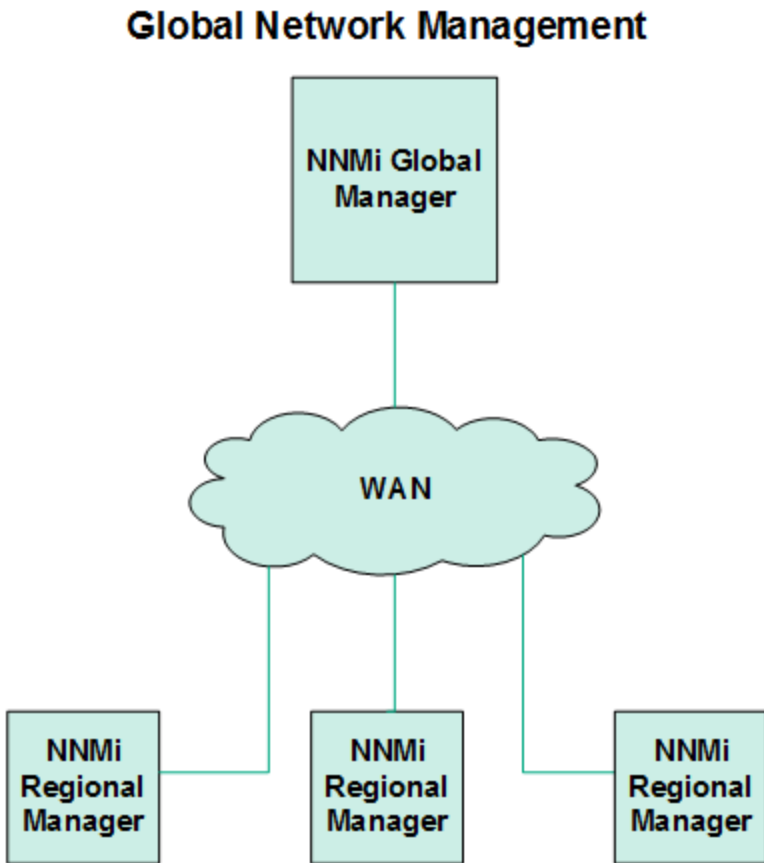 Global Network Management
NNMi Global
Manager
WAN
NNMi
Regional
Manager
NNMi
Regional
Manager
NNMi
Regional
Manager